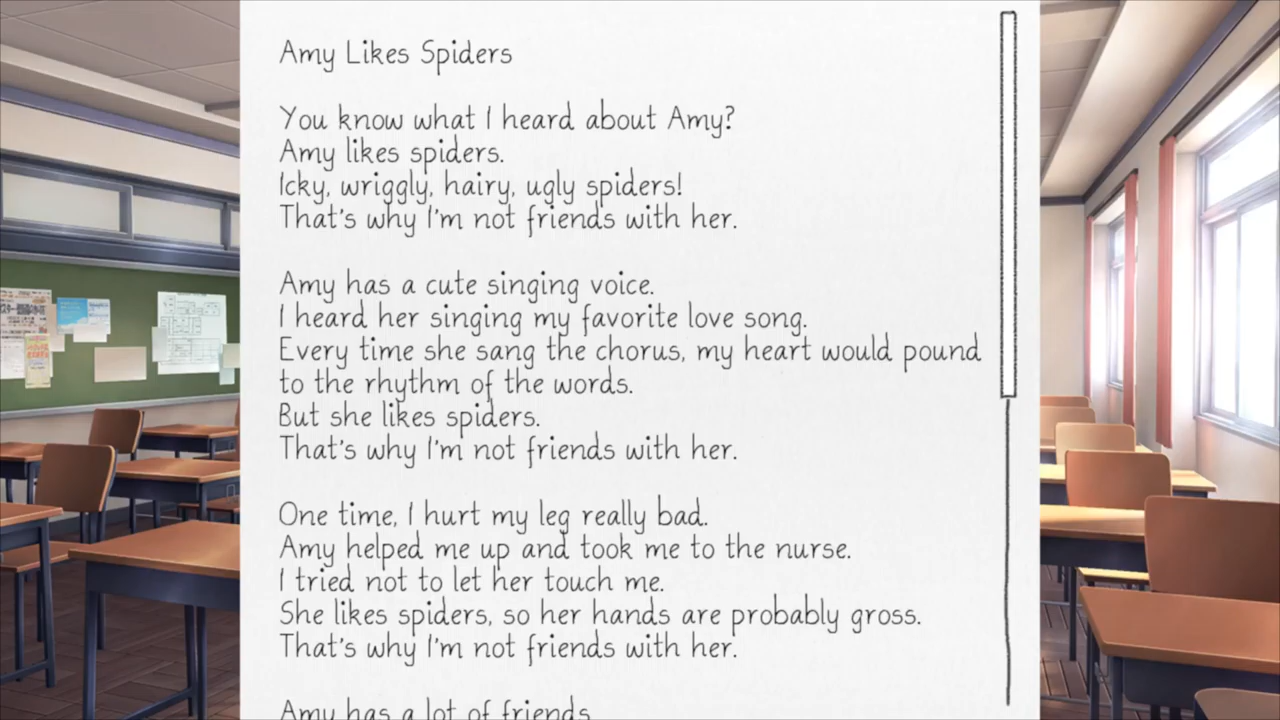 Amy Likes Spiders
You know what I heard about Amy?
Amy likes spiders.
Icky, wriggly, hairy, ugly spiders!
That's why I'm not friends with her.
Amy has a cute singing voice.
I heard her singing my favorite love song.
Every time she sang the chorus, my heart would pound
to the rhythm of the words.
But she likes spiders.
That's why I'm not friends with her.
One time, I hurt my leg really bad.
Amy helped me up and took me to the nurse.
I tried not to let her touch me.
She likes spiders, so her hands are probably gross.
That's why I'm not friends with her.
Amy has a lot of friends